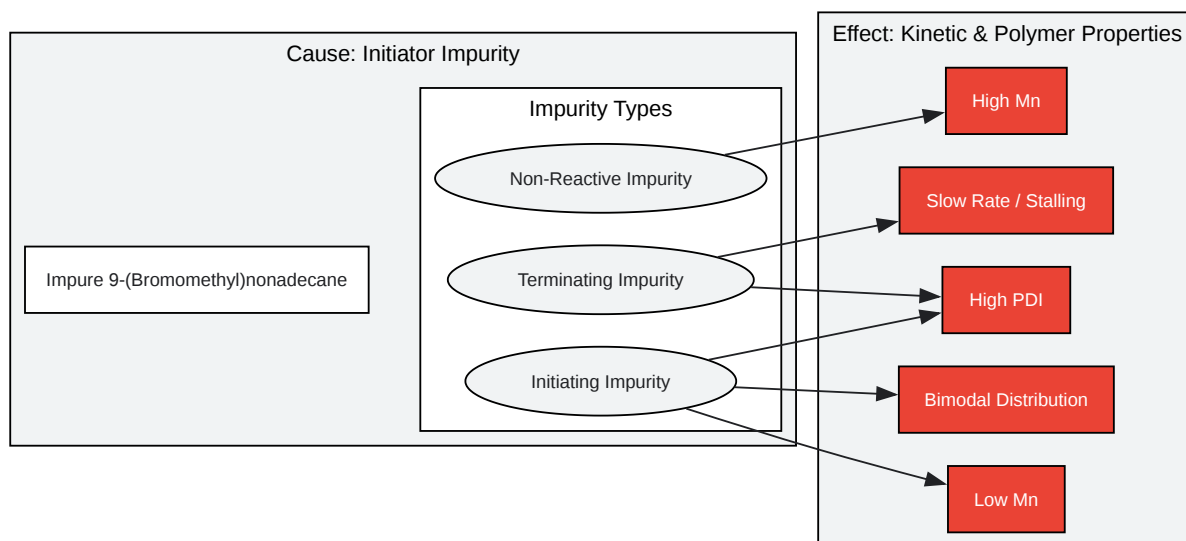 Cause: Initiator Impurity
Impure 9-(Bromomethyl)nonadecane
Impurity Types
Non-Reactive Impurity
Terminating Impurity
Initiating Impurity
Effect: Kinetic & Polymer Properties
High Mn
Slow Rate / Stalling
High PDI
Bimodal Distribution
Low Mn